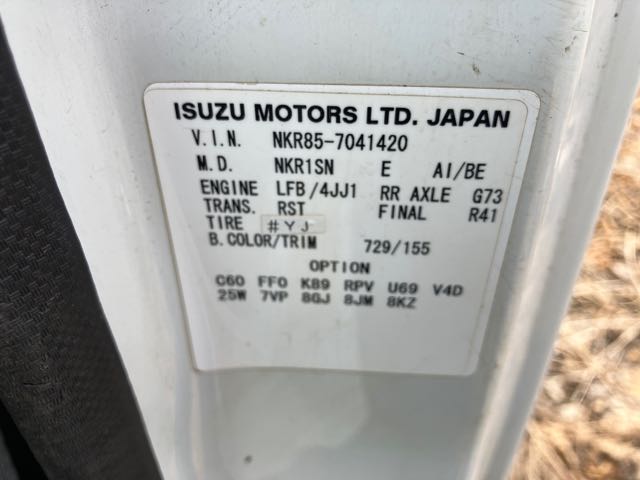 ISUZU MOTORS LTD. JAPAN
V.I.N. NKR85-7041420
M.D. NKR1SN E AI/BE
ENGINE LFB/4JJ1 RR AXLE G73
TRANS. RST FINAL R41
TIRE #YJ
B.COLOR/TRIM 729/155
OPTION
C60 FF0 K89 RPV U69 V4D
25W 7VP 8GJ 8JM 8KZ